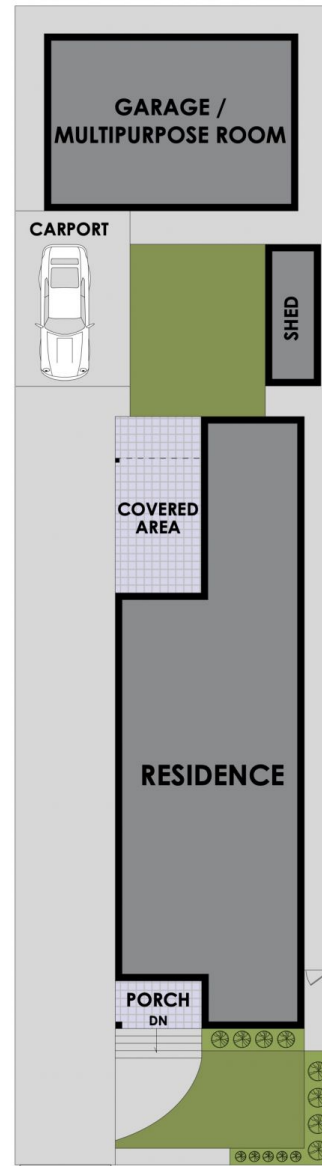 GARAGE /
MULTIPURPOSE ROOM
CARPORT
SHED
COVERED
AREA
RESIDENCE
PORCH
DN